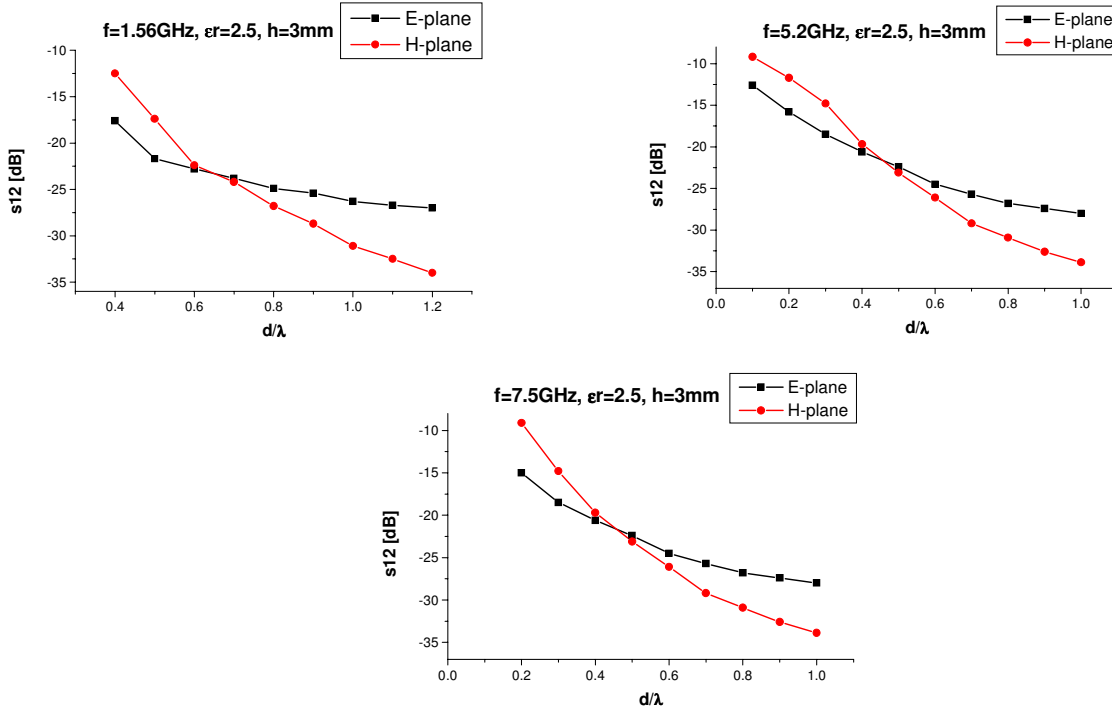 f=1.56GHz, εr=2.5, h=3mm
E-plane
H-plane
-10
-15
-20
-25
-30
-35
s12 [dB]
0.4 0.6 0.8 1.0 1.2
d/λ
f=5.2GHz, εr=2.5, h=3mm
E-plane
H-plane
-10
-15
-20
-25
-30
-35
s12 [dB]
0.0 0.2 0.4 0.6 0.8 1.0
d/λ
f=7.5GHz, εr=2.5, h=3mm
E-plane
H-plane
-10
-15
-20
-25
-30
-35
s12 [dB]
0.0 0.2 0.4 0.6 0.8 1.0
d/λ